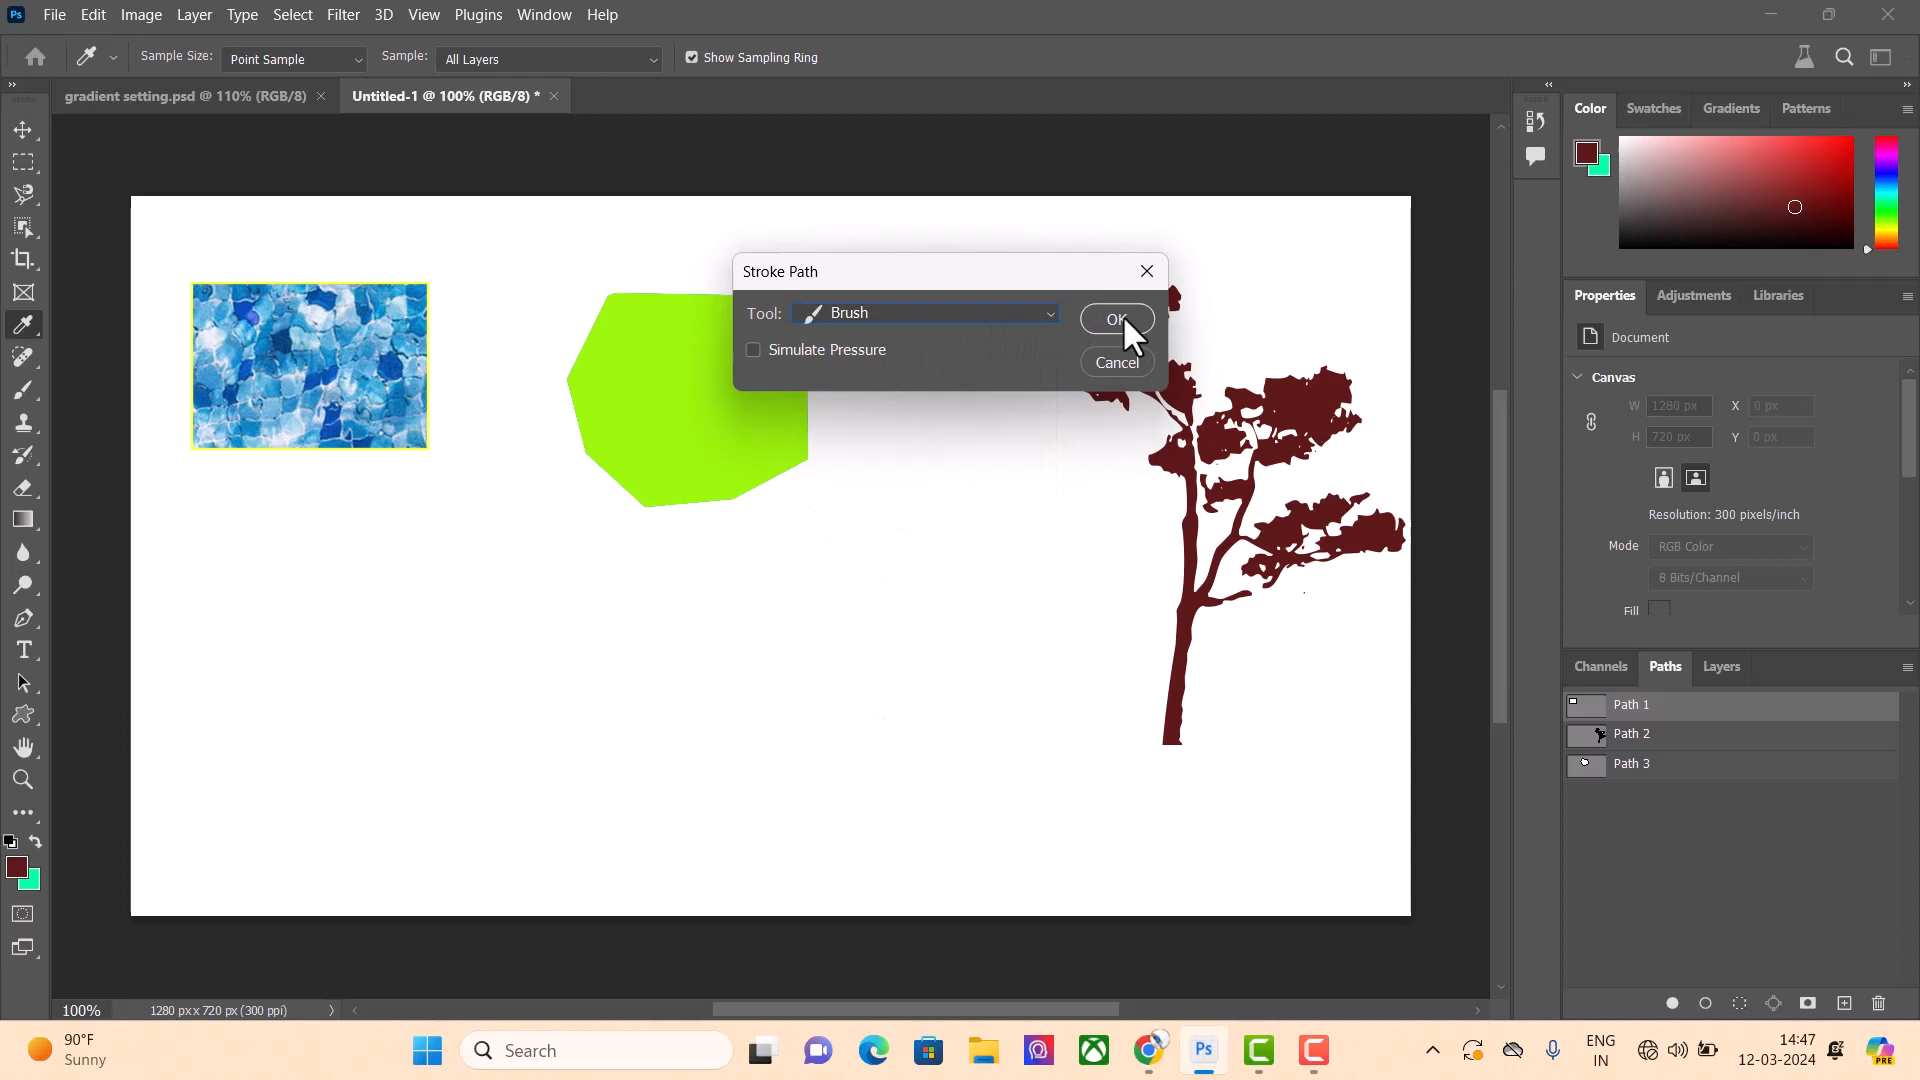 Ps File Edit Image Layer Type Select Filter 3D View Plugins Window Help
Sample Size: Point Sample Sample: All Layers Show Sampling Ring
gradient setting.psd @ 110% (RGB/8) × Untitled-1 @ 100% (RGB/8) * ×
Color Swatches Gradients Patterns
Stroke Path
Tool: Brush OK
Simulate Pressure
Cancel
Properties Adjustments Libraries
Document
Canvas
W 1280 px X 0 px
H 720 px Y 0 px
Resolution: 300 pixels/inch
Mode RGB Color
8 Bits/Channel
Fill
Channels Paths Layers
Path 1
Path 2
Path 3
100% 1280 px x 720 px (300 ppi)
90°F
Sunny
Search
Ps
ENG
IN
14:47
12-03-2024
PRE